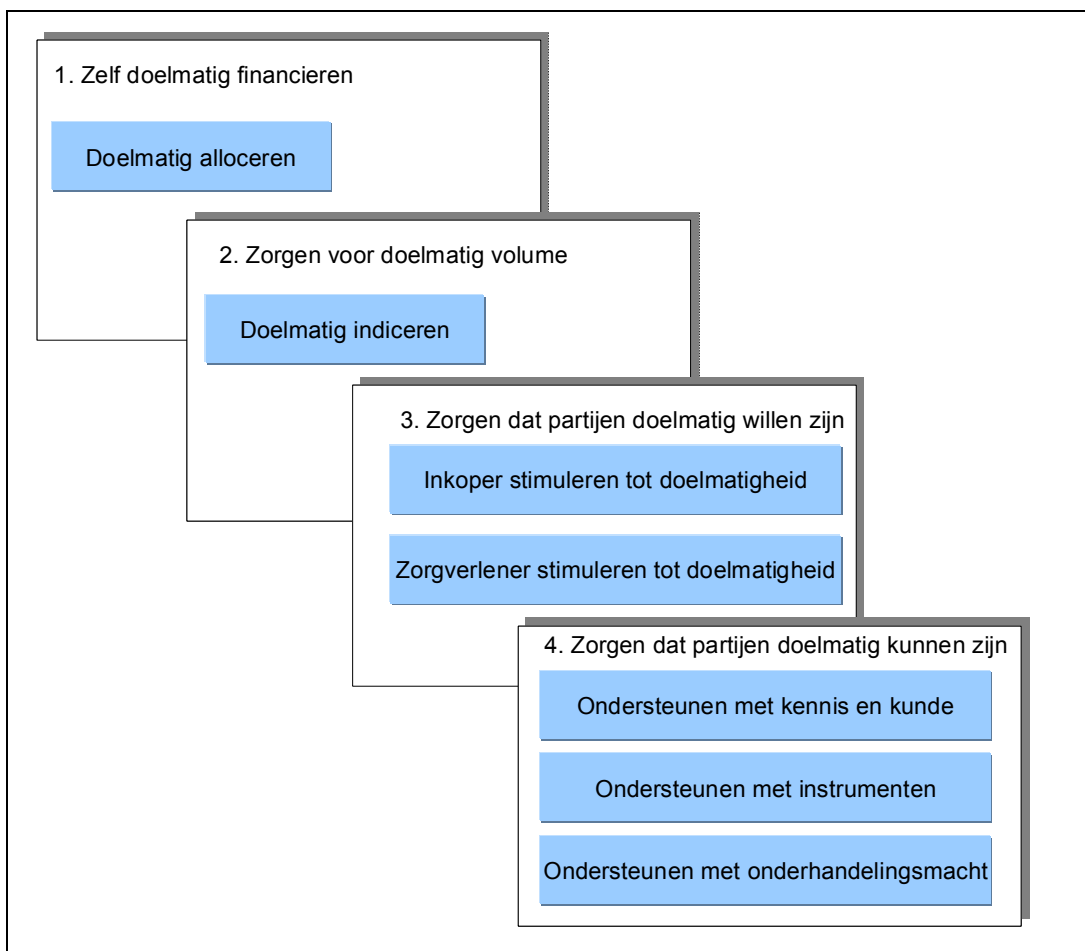 1. Zelf doelmatig financieren
Doelmatig alloceren
2. Zorgen voor doelmatig volume
Doelmatig indiceren
3. Zorgen dat partijen doelmatig willen zijn
Inkoper stimuleren tot doelmatigheid
Zorgverlener stimuleren tot doelmatigheid
4. Zorgen dat partijen doelmatig kunnen zijn
Ondersteunen met kennis en kunde
Ondersteunen met instrumenten
Ondersteunen met onderhandelingsmacht